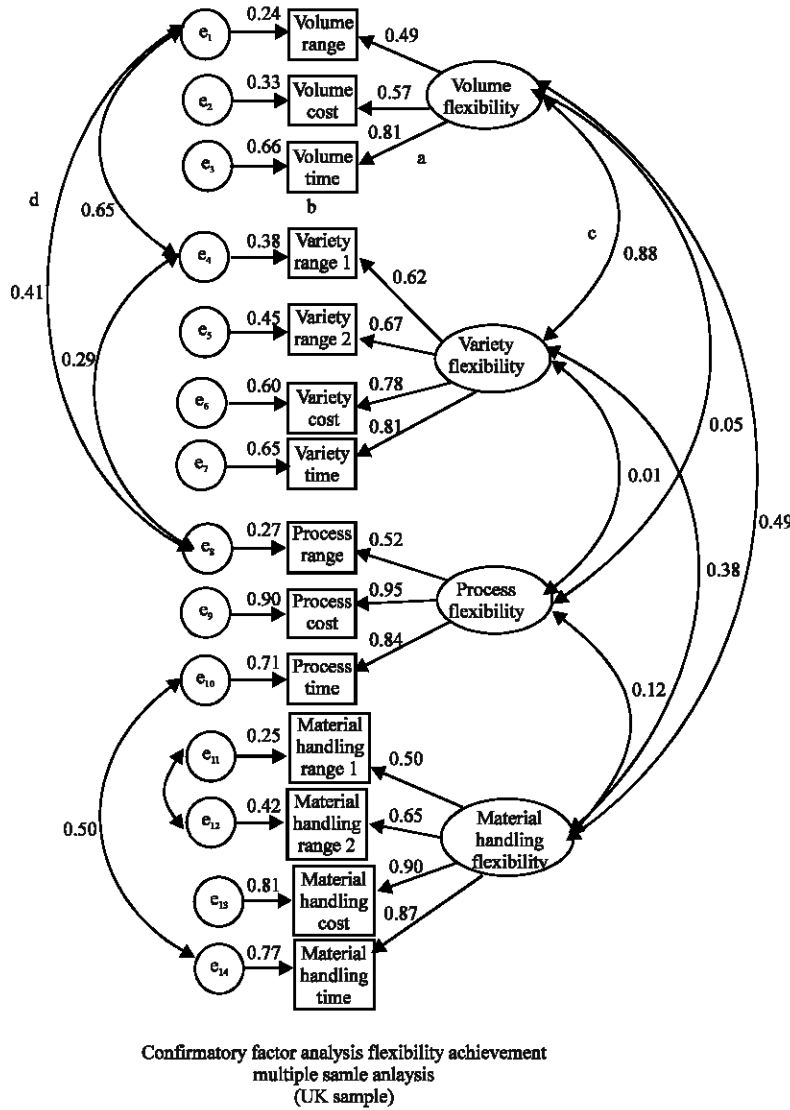 e1
0.24
Volume
range
0.49
e2
0.33
Volume
cost
0.57
Volume
flexibility
e3
0.66
Volume
time
0.81
a
b
d
0.65
c
0.88
e4
0.38
Variety
range 1
0.62
0.41
e5
0.45
Variety
range 2
0.67
Variety
flexibility
0.29
e6
0.60
Variety
cost
0.78
0.05
e7
0.65
Variety
time
0.81
0.01
0.49
e8
0.27
Process
range
0.52
0.38
e9
0.90
Process
cost
0.95
Process
flexibility
e10
0.71
Process
time
0.84
0.12
e11
0.25
Material
handling
range 1
0.50
e12
0.42
Material
handling
range 2
0.65
Material
handling
flexibility
0.50
e13
0.81
Material
handling
cost
0.90
e14
0.77
Material
handling
time
0.87
Confirmatory factor analysis flexibility achievement
multiple samle anlaysis
(UK sample)